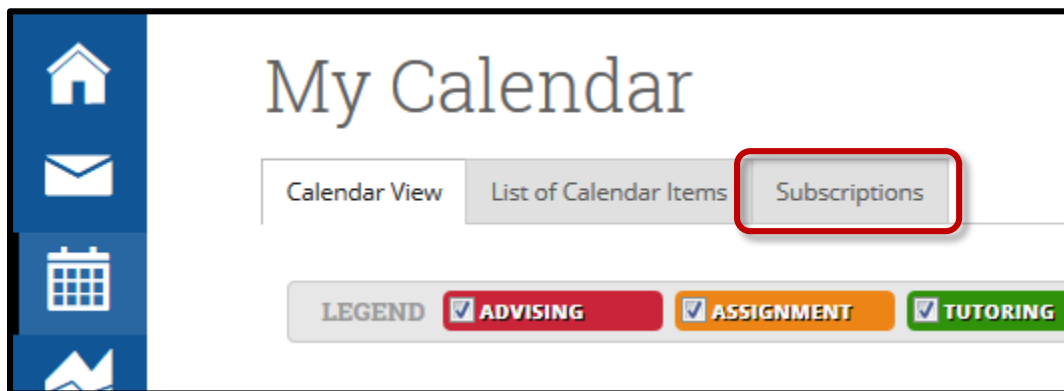 My Calendar
Calendar View List of Calendar Items Subscriptions
LEGEND ADVISING ASSIGNMENT TUTORING